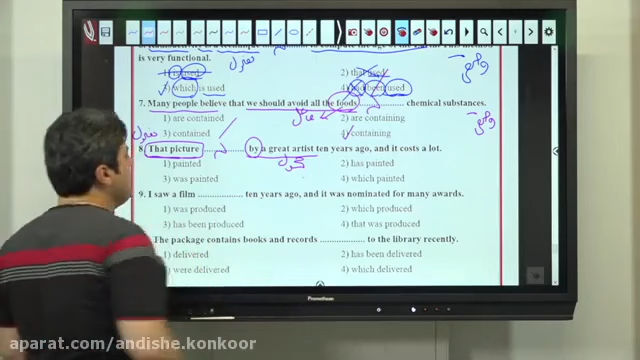 is very functional.
2) that used
3) which is used
4) had been used
7. Many people believe that we should avoid all the foods .............. chemical substances.
1) are contained
2) are containing
3) contained
4) containing
8. That picture .............. by a great artist ten years ago, and it costs a lot.
1) painted
2) has painted
3) was painted
4) which painted
9. I saw a film .................... ten years ago, and it was nominated for many awards.
1) was produced
2) which produced
3) has been produced
4) that was produced
The package contains books and records .................... to the library recently.
1) delivered
2) has been delivered
were delivered
4) which delivered
Promethean
aparat.com/andishe.konkoor